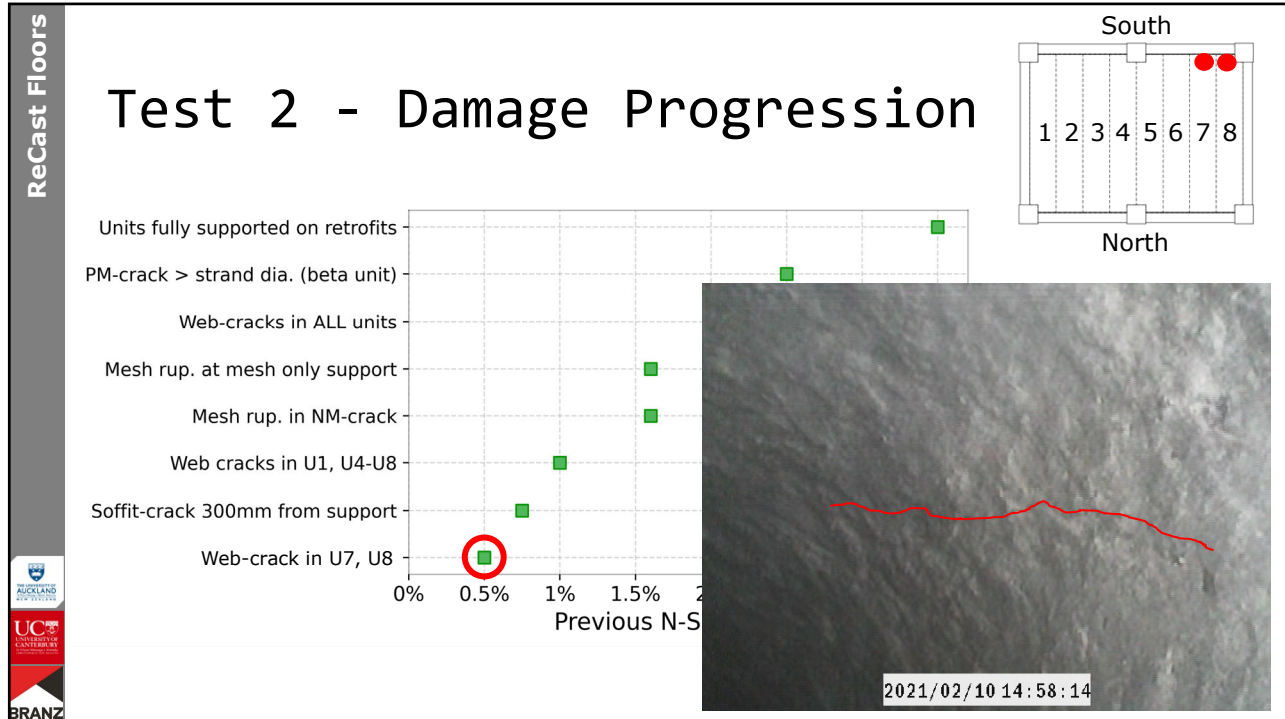 ReCast Floors
Test 2 - Damage Progression
South
1 2 3 4 5 6 7 8
North
Units fully supported on retrofits
PM-crack > strand dia. (beta unit)
Web-cracks in ALL units
Mesh rup. at mesh only support
Mesh rup. in NM-crack
Web cracks in U1, U4-U8
Soffit-crack 300mm from support
Web-crack in U7, U8
0% 0.5% 1% 1.5%
Previous N-S
2021/02/10 14:58:14
THE UNIVERSITY OF
AUCKLAND
NEW ZEALAND
UC
UNIVERSITY OF
CANTERBURY
BRANZ